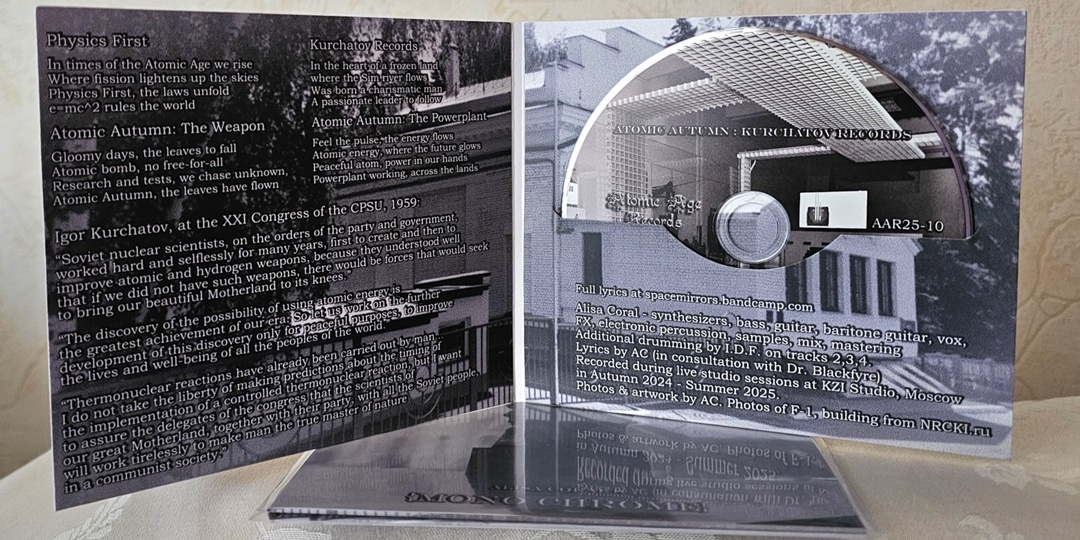 Physics First
In times of the Atomic Age we rise
Where fission lightens up the skies
Physics First, the laws unfold
e=mc^2 rules the world
Atomic Autumn: The Weapon
Gloomy days, the leaves to fall
Atomic bomb, no free-for-all
Research and tests, we chase unknown,
Atomic Autumn, the leaves have flown
Kurchatov Records
In the heart of a frozen land
where the Sim river flows
Was born a charismatic man
A passionate leader to follow
Atomic Autumn: The Powerplant
Feel the pulse, the energy flows
Atomic energy, where the future glows
Peaceful atom, power in our hands
Powerplant working, across the lands
Igor Kurchatov, at the XXI Congress of the CPSU, 1959:
"Soviet nuclear scientists, on the orders of the party and government,
worked hard and selflessly for many years, first to create and then to
improve atomic and hydrogen weapons, because they understood well
that if we did not have such weapons, there would be forces that would seek
to bring our beautiful Motherland to its knees."
"The discovery of the possibility of using atomic energy is
the greatest achievement of our era. So let us work on the further
development of this discovery only for peaceful purposes, to improve
the lives and well-being of all the peoples of the world"
"Thermonuclear reactions have already been carried out by man.
I do not take the liberty of making predictions about the timing of
the implementation of a controlled thermonuclear reaction, but I want
to assure the delegates of the congress that the scientists of
our great Motherland, together with their party, with all the Soviet people,
will work tirelessly to make man the true master of nature
in a communist society."
ATOMIC AUTUMN : KURCHATOV RECORDS
Atomic Age
Records
AAR25-10
Full lyrics at spacemirrors.bandcamp.com
Alisa Coral - synthesizers, bass, guitar, baritone guitar, vox,
FX, electronic percussion, samples, mix, mastering
Additional drumming by I.D.F. on tracks 2,3,4.
Lyrics by AC (in consultation with Dr. Blackfyre)
Recorded during live studio sessions at KZI Studio, Moscow
in Autumn 2024 - Summer 2025.
Photos & artwork by AC. Photos of F-1, building from NRCKI.ru
MONO CHROME